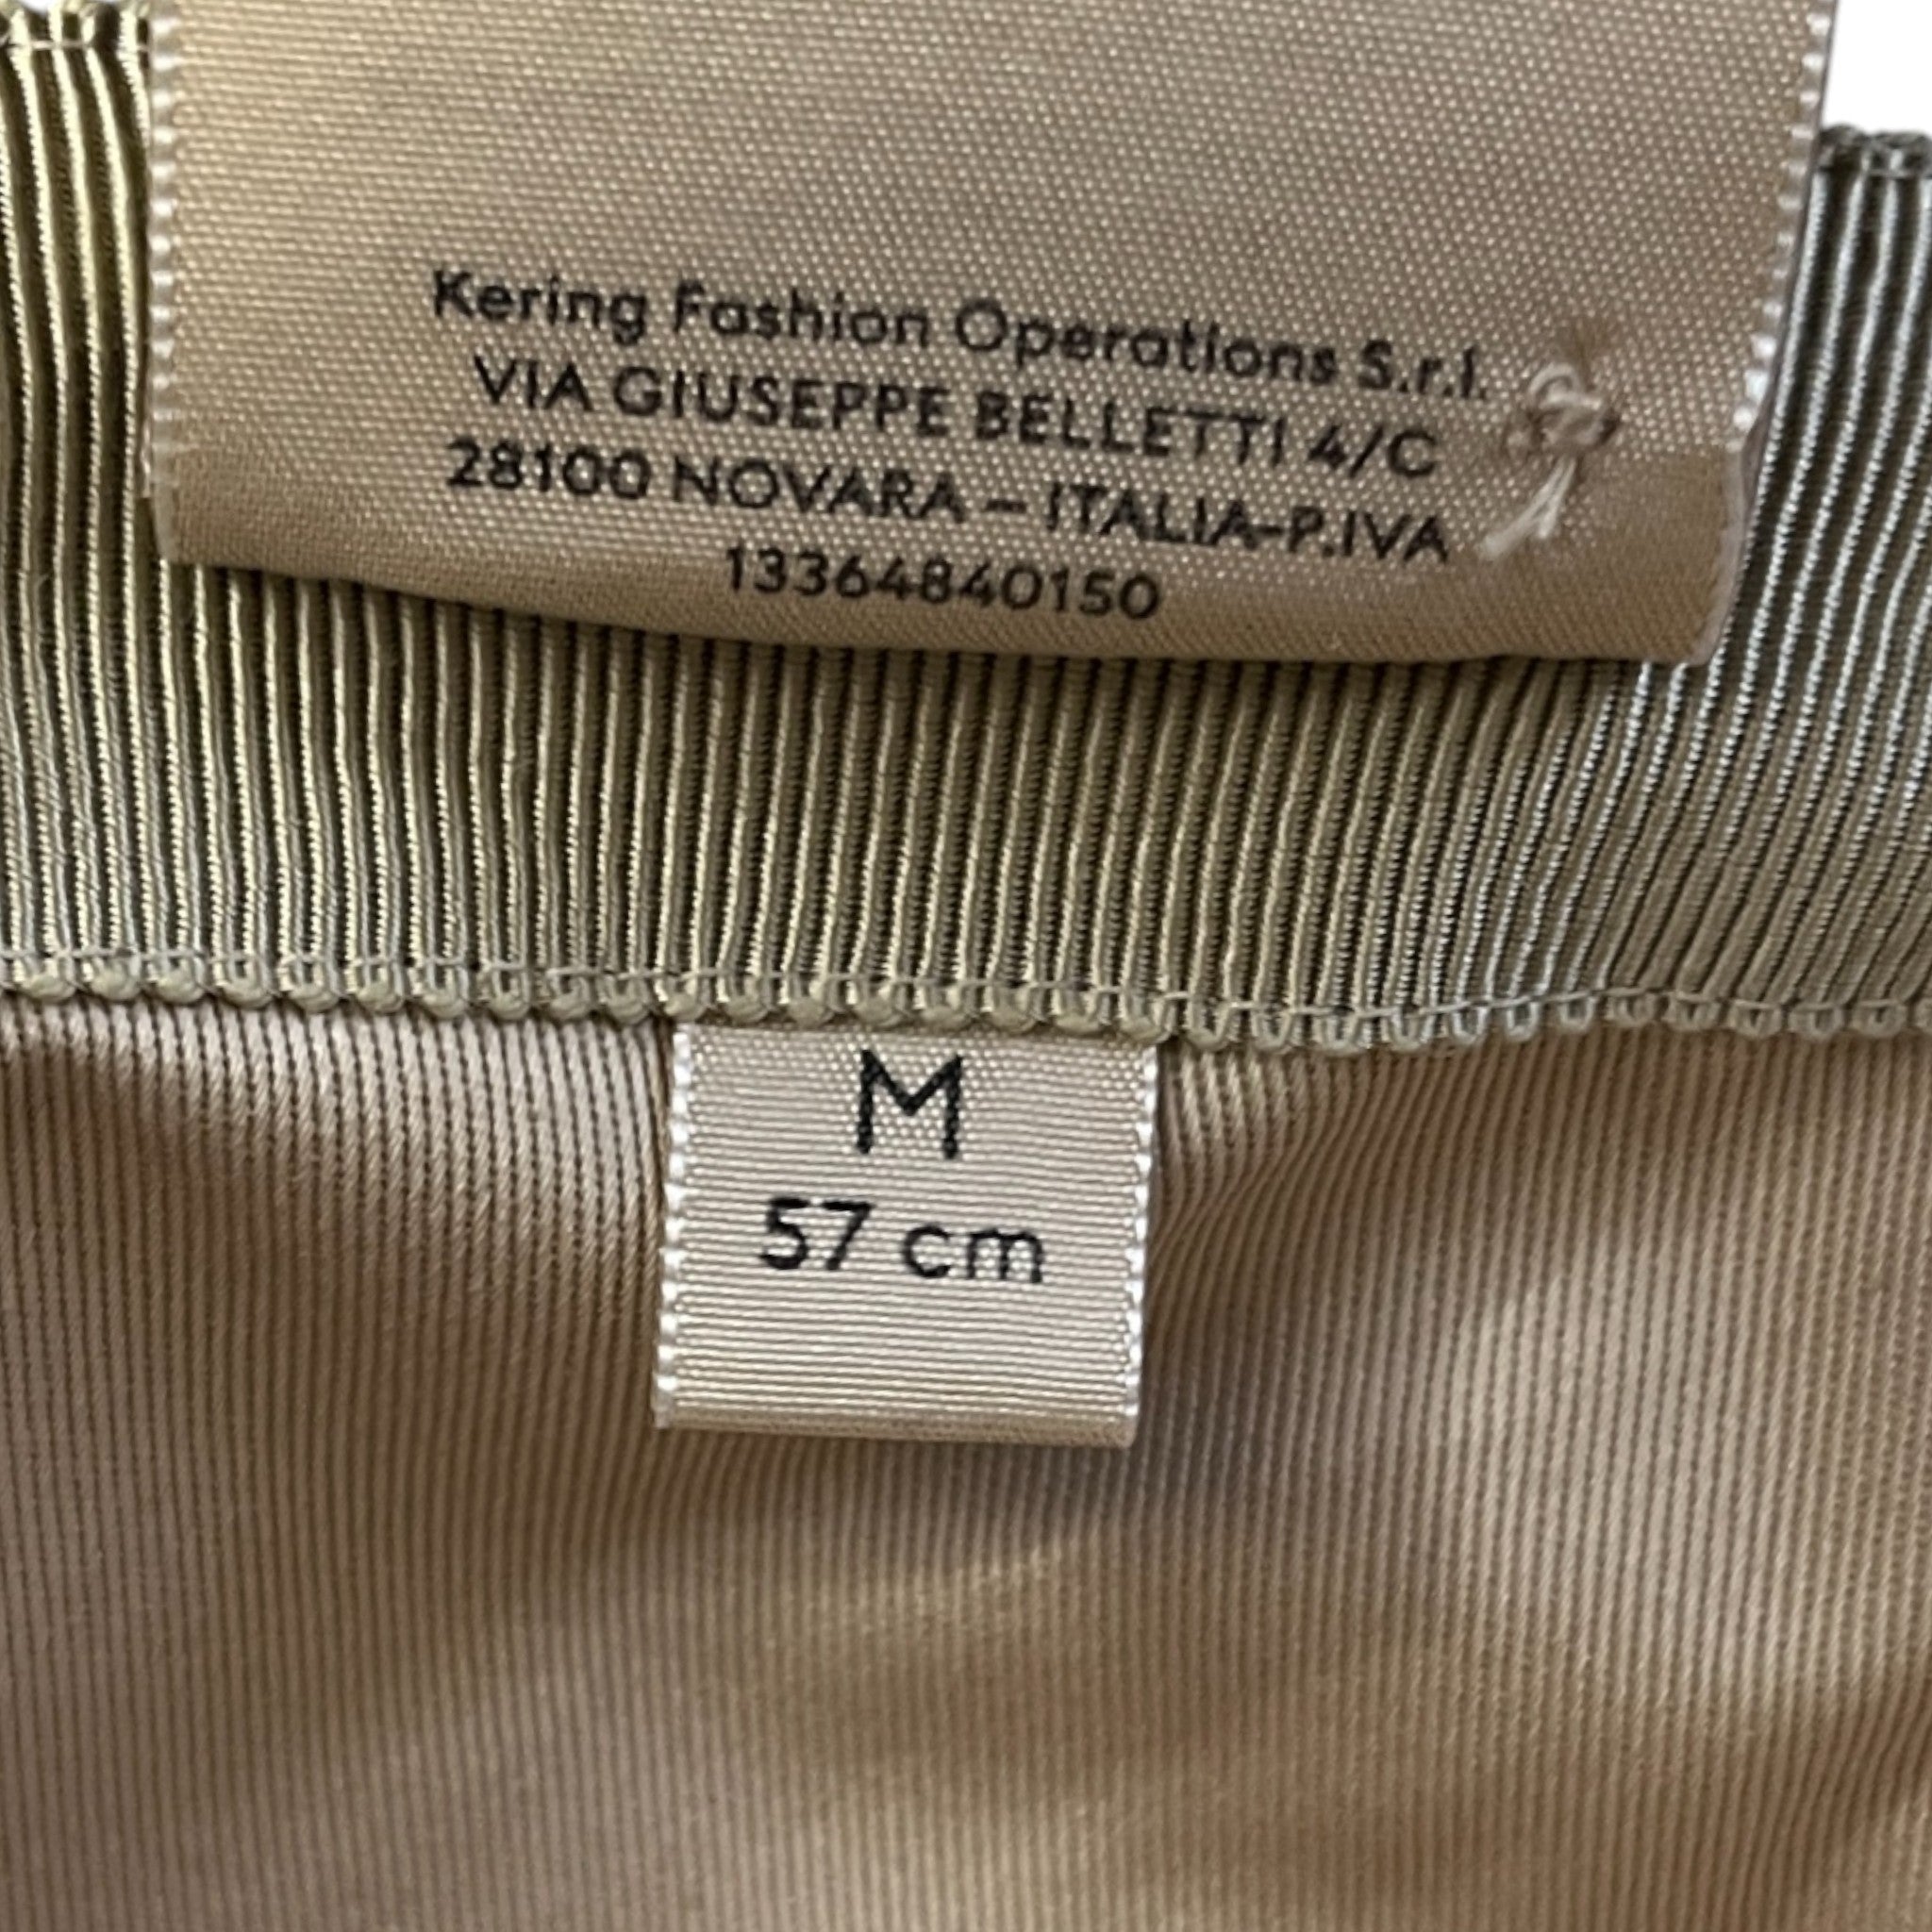 Kering Fashion Operations S.r.l.
VIA GIUSEPPE BELLETTI 4/C
28100 NOVARA – ITALIA-P.IVA
13364840150
M
57 cm